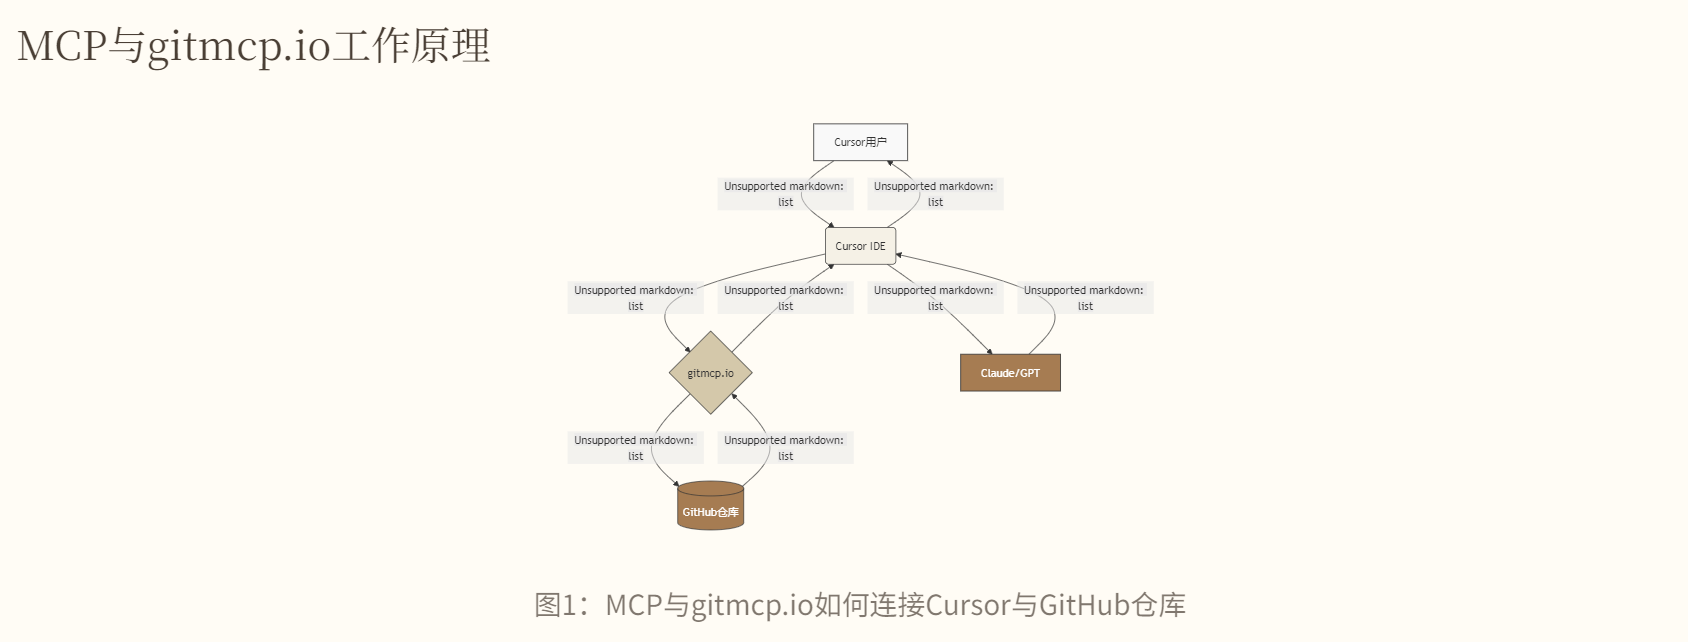 MCP与gitmcp.io工作原理
Cursor用户
Unsupported markdown:
list
Unsupported markdown:
list
Cursor IDE
Unsupported markdown:
list
Unsupported markdown:
list
Unsupported markdown:
list
Unsupported markdown:
list
gitmcp.io
Claude/GPT
Unsupported markdown:
list
Unsupported markdown:
list
GitHub仓库
图1：MCP与gitmcp.io如何连接Cursor与GitHub仓库